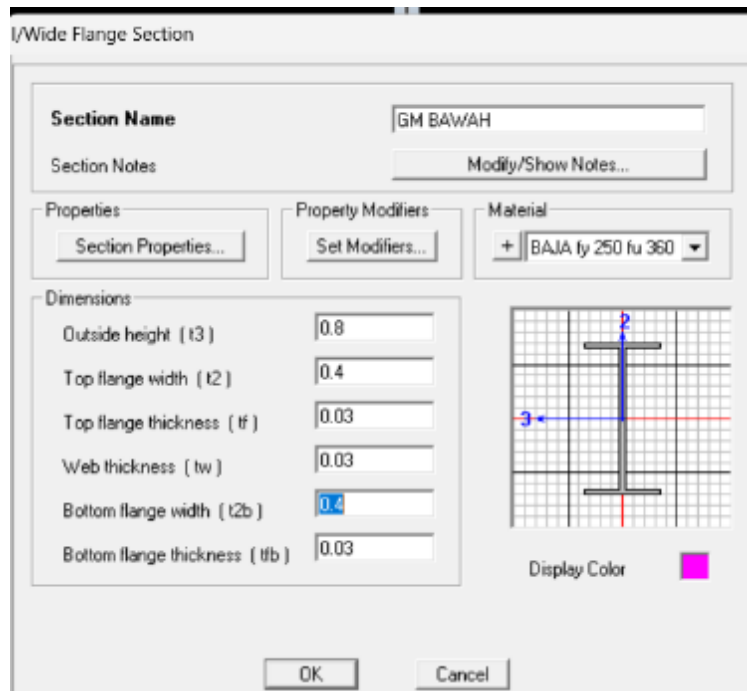 I/Wide Flange Section
Section Name GM BAWAH
Section Notes Modify/Show Notes...
Properties Property Modifiers Material
Section Properties... Set Modifiers... + BAJA fy 250 fu 360
Dimensions
Outside height ( t3 ) 0.8
Top flange width ( t2 ) 0.4
Top flange thickness ( tf ) 0.03
Web thickness ( tw ) 0.03
Bottom flange width ( t2b ) 0.4
Bottom flange thickness ( tfb ) 0.03
2
3
Display Color
OK Cancel